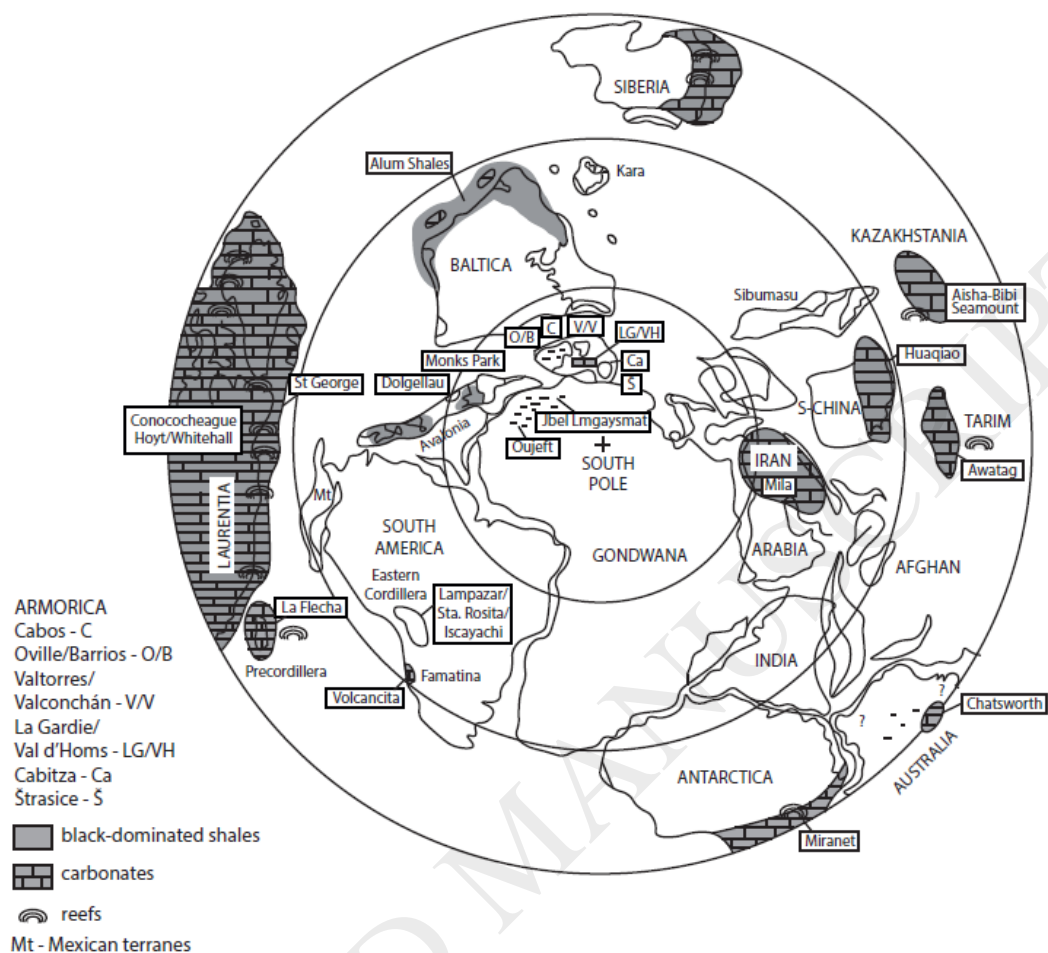 SIBERIA
Alum Shales
Kara
KAZAKHSTANIA
BALTICA
Sibumasu
Aisha-Bibi
Seamount
O/B
C
V/V
LG/VH
Monks Park
Ca
Huaqiao
Dolgellau
Š
St George
S-CHINA
Conococheague
Hoyt/Whitehall
Avalonia
Jbel Lmgaysmat
TARIM
Oujeft
+
SOUTH
POLE
IRAN
Mila
Awatag
Mt
LAURENTIA
SOUTH
AMERICA
GONDWANA
ARABIA
AFGHAN
Eastern
Cordillera
Lampazar/
Sta. Rosita/
Iscayachi
La Flecha
Precordillera
Famatina
Volcancita
INDIA
?
?
Chatsworth
AUSTRALIA
ANTARCTICA
Miranet
ARMORICA
Cabos - C
Oville/Barrios - O/B
Valtorres/
Valconchán - V/V
La Gardie/
Val d'Homs - LG/VH
Cabitza - Ca
Štrasice - Š
black-dominated shales
carbonates
reefs
Mt - Mexican terranes
D MANUSCRIPT